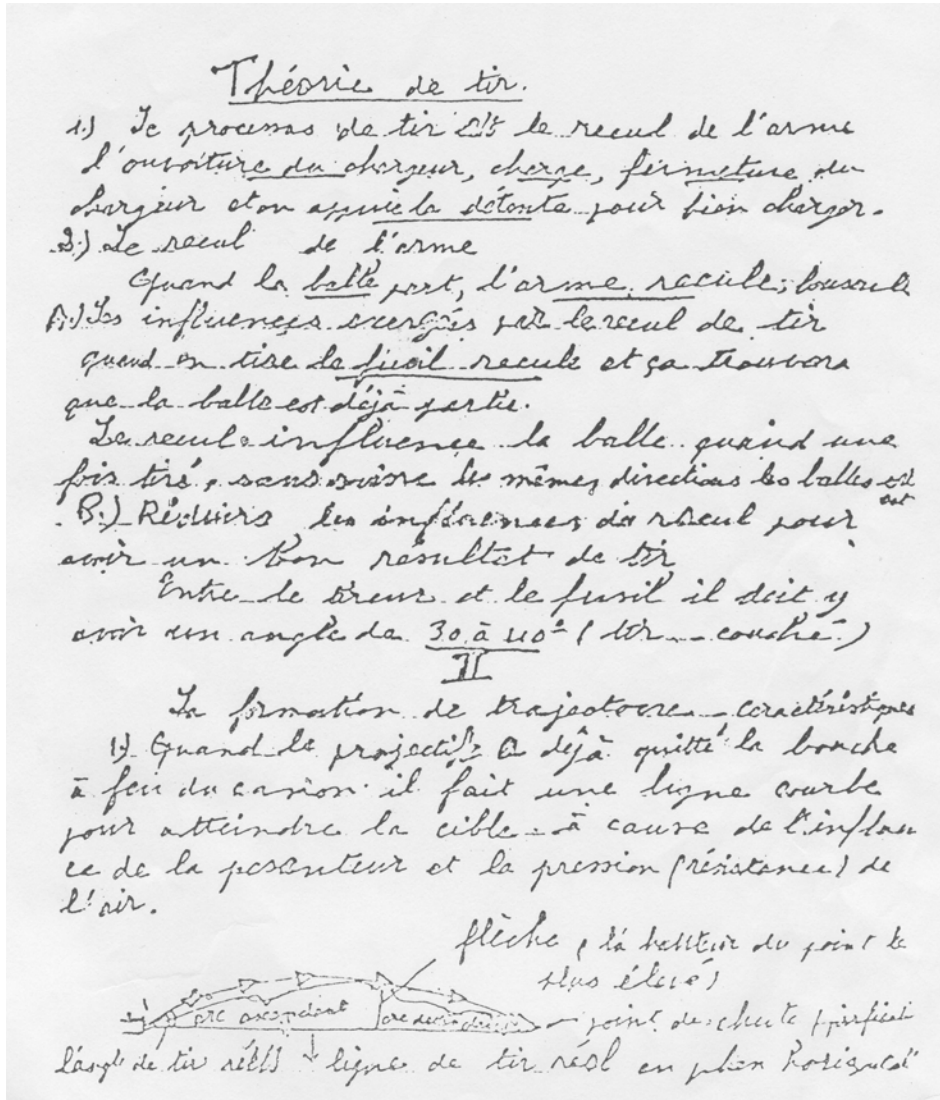 Théorie de tir.
1.) Le processus de tir est le recul de l'arme
l'ouvoiture du chargeur, charge, fermeture du
chargeur et on appuie la détente pour bien charger.
2.) Le recul de l'arme
Quand la balle part, l'arme recule,
A.) Les influences exergés par le recul de tir
quand on tire le fusil recule et ça trouvera
que la balle est déjà partie.
Le recul influence la balle quand une
fois tiré, sans suivre les mêmes directions les balles
B.) Réduire les influences du recul pour
avoir un bon résultat de tir
Entre le tireur et le fusil il doit y
avoir un angle de 30 à 40° (tir couché.)
II
La formation de trajectoire caractéristiques
1.) Quand le projectile a déjà quitté la bouche
à feu du canon il fait une ligne courbe
pour atteindre la cible à cause de l'influen
ce de la pesenteur et la pression (résistance) de
l'air.
flèche, la hauteur du point le
plus élevé)
arc ascendant arc descendant point de chute
l'angle de tir réel ligne de tir réel en plan horizontal